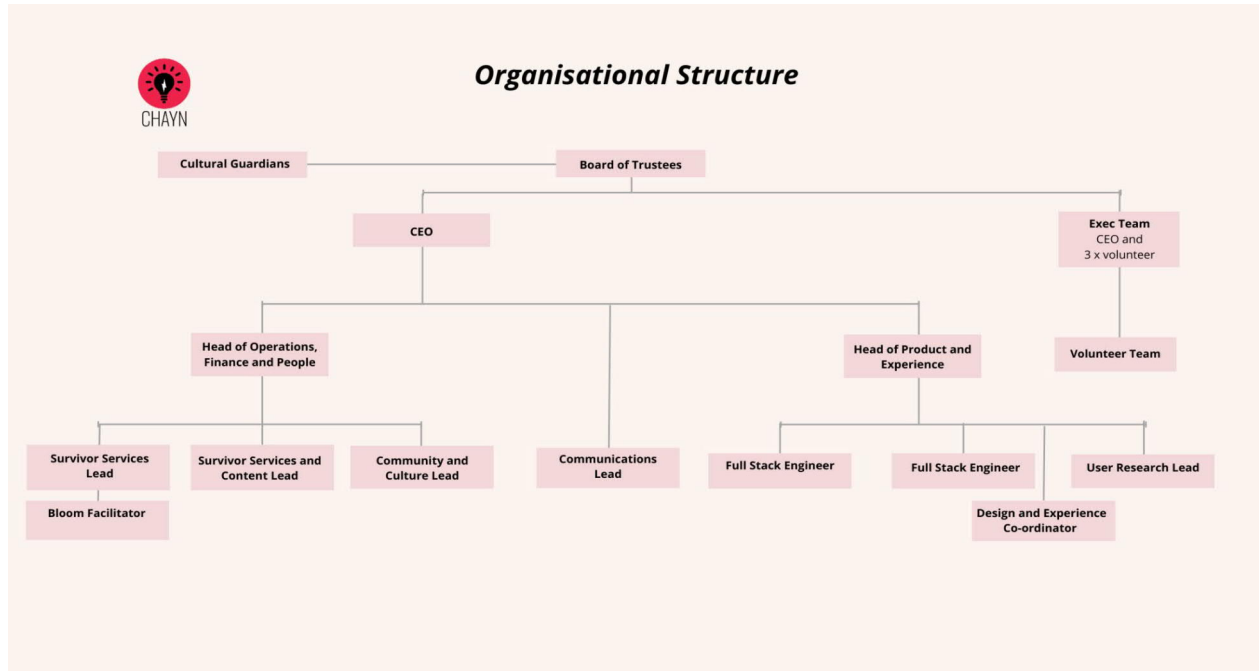 Organisational Structure
CHAYN
Cultural Guardians
Board of Trustees
CEO
Exec Team
CEO and
3 x volunteer
Head of Operations,
Finance and People
Head of Product and
Experience
Volunteer Team
Survivor Services
Lead
Survivor Services and
Content Lead
Community and
Culture Lead
Communications
Lead
Full Stack Engineer
Full Stack Engineer
User Research Lead
Bloom Facilitator
Design and Experience
Co-ordinator